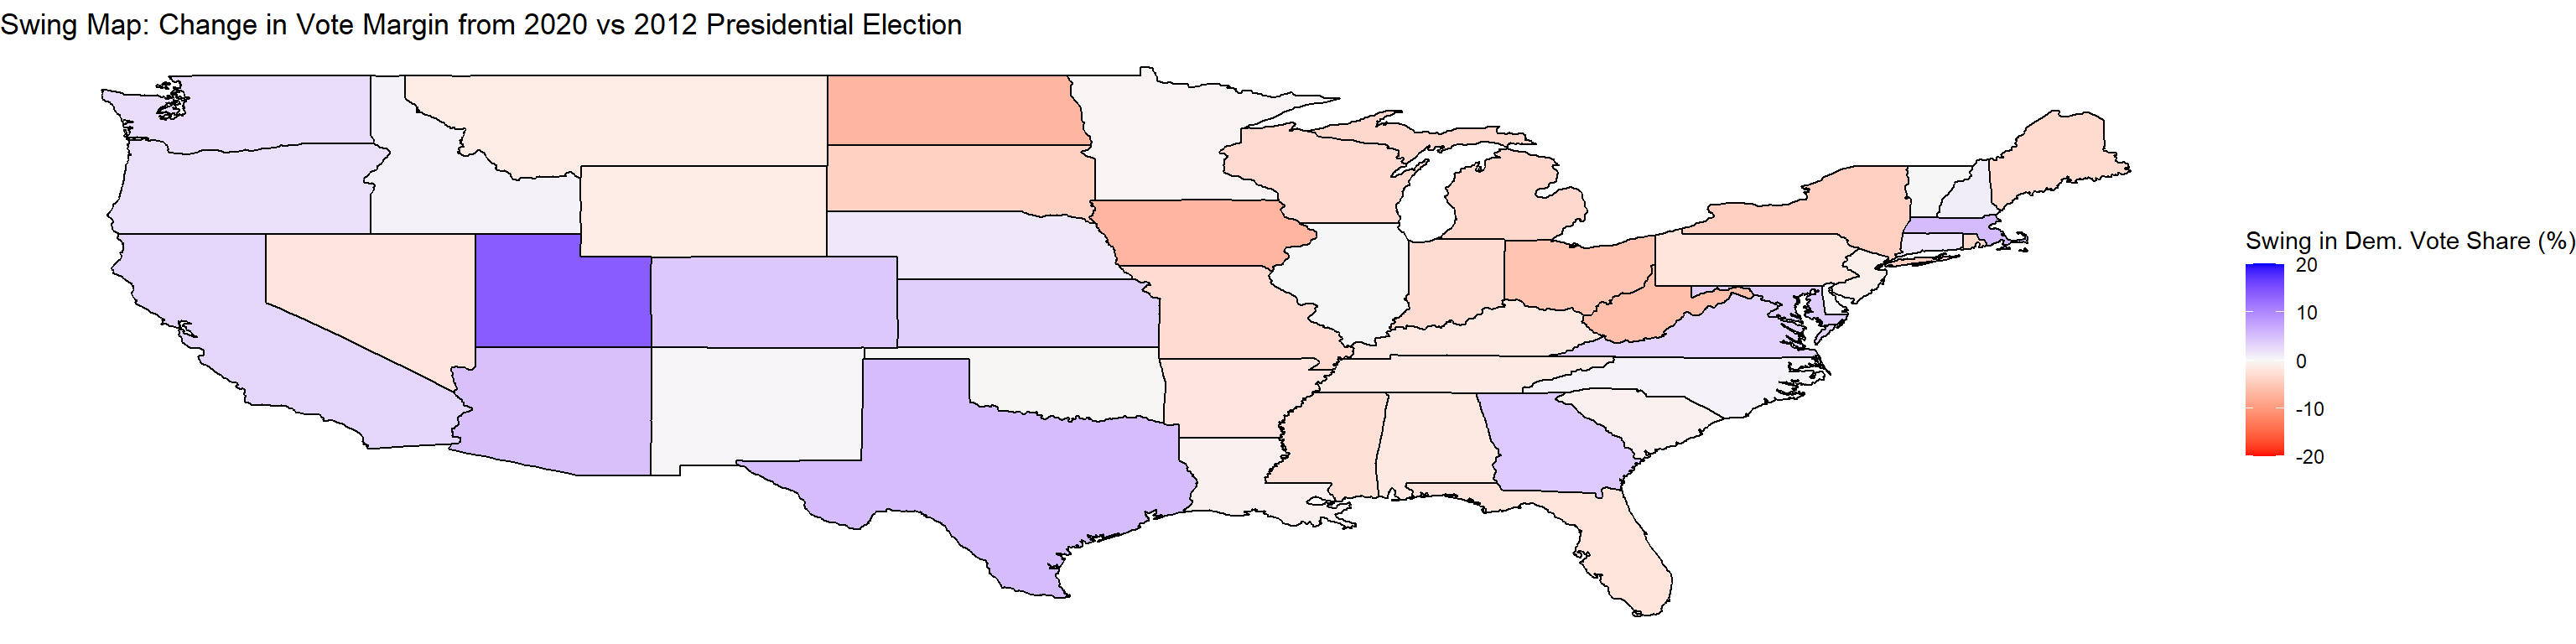 Swing Map: Change in Vote Margin from 2020 vs 2012 Presidential Election
Swing in Dem. Vote Share (%)
20
10
0
-10
-20